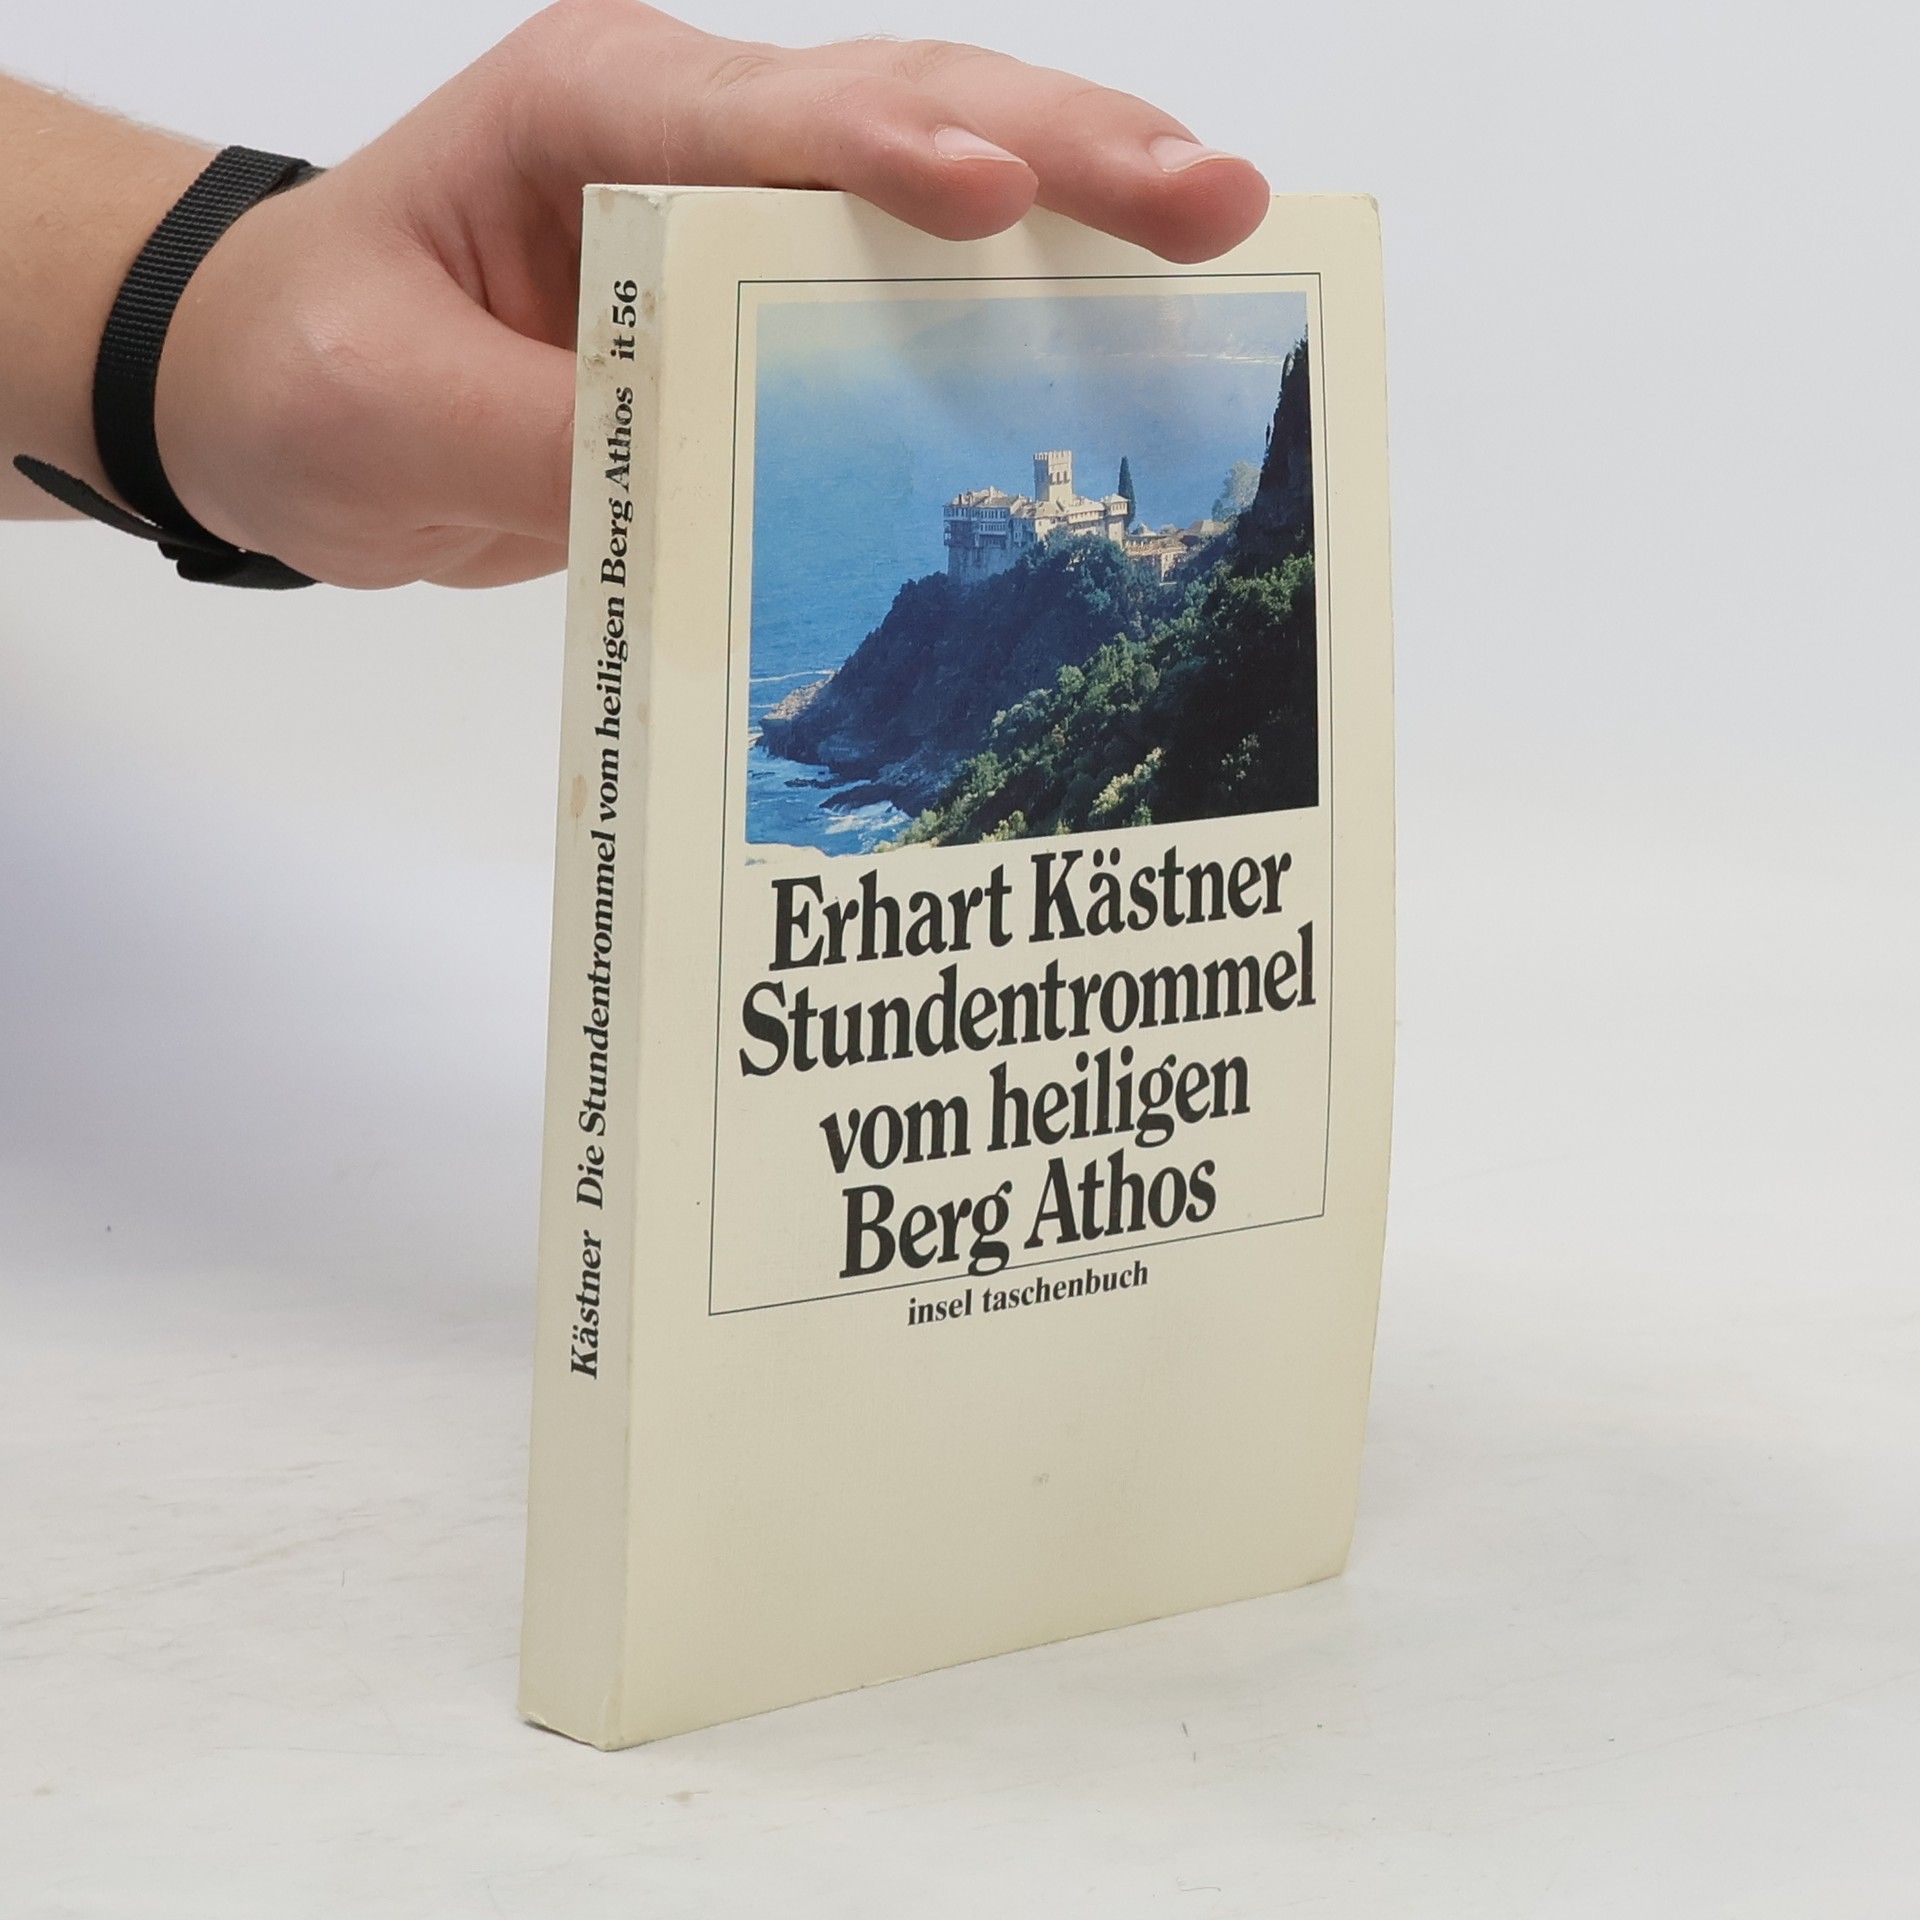 Kästner Die Stundentrommel vom heiligen Berg Athos it 56
Erhart Kästner
Stundentrommel
vom heiligen
Berg Athos
insel taschenbuch